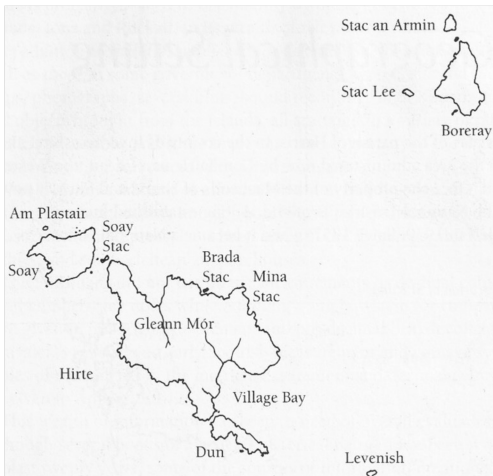 Stac an Armin
Stac Lee
Boreray
Am Plastair
Soay
Stac
Soay
Brada
Stac
Mina
Stac
Gleann Mór
Hirte
Village Bay
Dun
Levenish